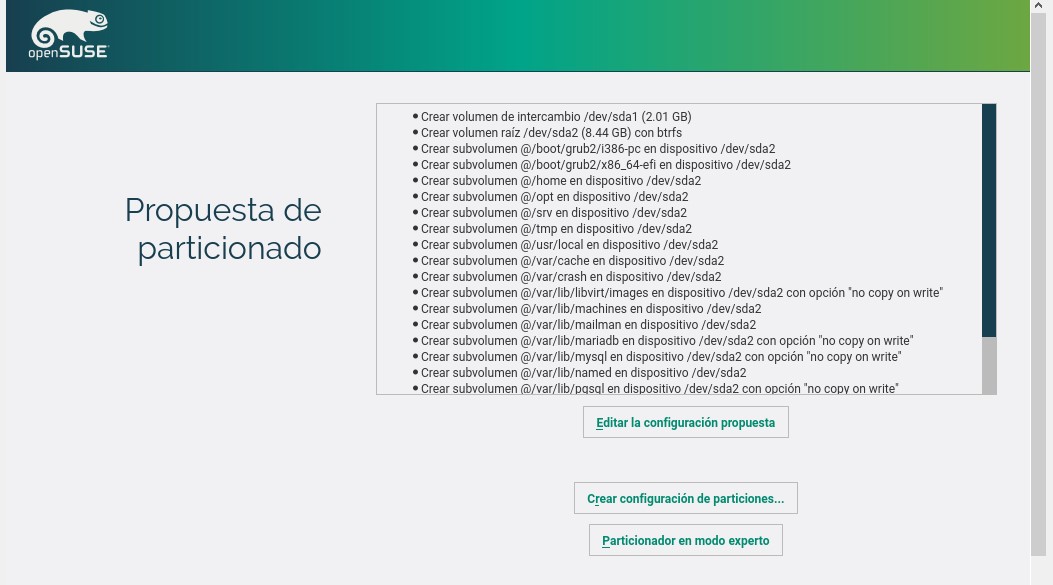 openSUSE
Propuesta de
particionado
• Crear volumen de intercambio /dev/sda1 (2.01 GB)
• Crear volumen raíz /dev/sda2 (8.44 GB) con btrfs
• Crear subvolumen @/boot/grub2/i386-pc en dispositivo /dev/sda2
• Crear subvolumen @/boot/grub2/x86_64-efi en dispositivo /dev/sda2
• Crear subvolumen @/home en dispositivo /dev/sda2
• Crear subvolumen @/opt en dispositivo /dev/sda2
• Crear subvolumen @/srv en dispositivo /dev/sda2
• Crear subvolumen @/tmp en dispositivo /dev/sda2
• Crear subvolumen @/usr/local en dispositivo /dev/sda2
• Crear subvolumen @/var/cache en dispositivo /dev/sda2
• Crear subvolumen @/var/crash en dispositivo /dev/sda2
• Crear subvolumen @/var/lib/libvirt/images en dispositivo /dev/sda2 con opción "no copy on write"
• Crear subvolumen @/var/lib/machines en dispositivo /dev/sda2
• Crear subvolumen @/var/lib/mailman en dispositivo /dev/sda2
• Crear subvolumen @/var/lib/mariadb en dispositivo /dev/sda2 con opción "no copy on write"
• Crear subvolumen @/var/lib/mysql en dispositivo /dev/sda2 con opción "no copy on write"
• Crear subvolumen @/var/lib/named en dispositivo /dev/sda2
• Crear subvolumen @/var/lib/pgsql en dispositivo /dev/sda2 con opción "no copy on write"
Editar la configuración propuesta
Crear configuración de particiones...
Particionador en modo experto